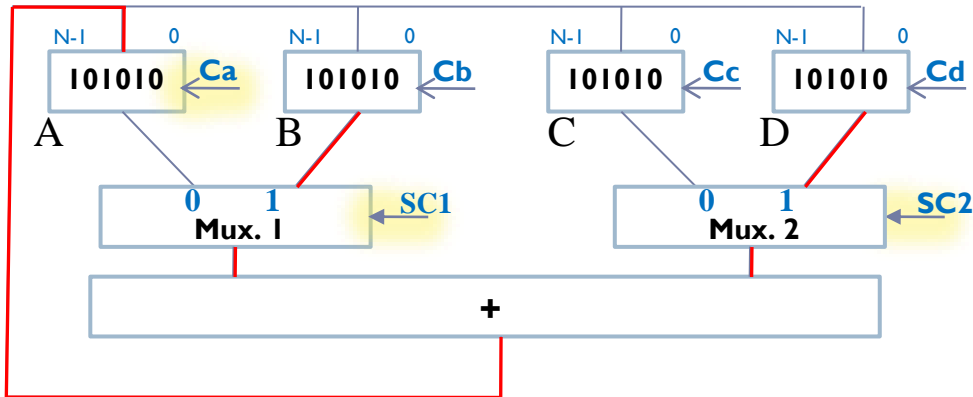 N-1 0 N-1 0 N-1 0 N-1 0
101010 Ca 101010 Cb 101010 Cc 101010 Cd
A B C D
0 1 SC1 0 1 SC2
Mux. 1 Mux. 2
+